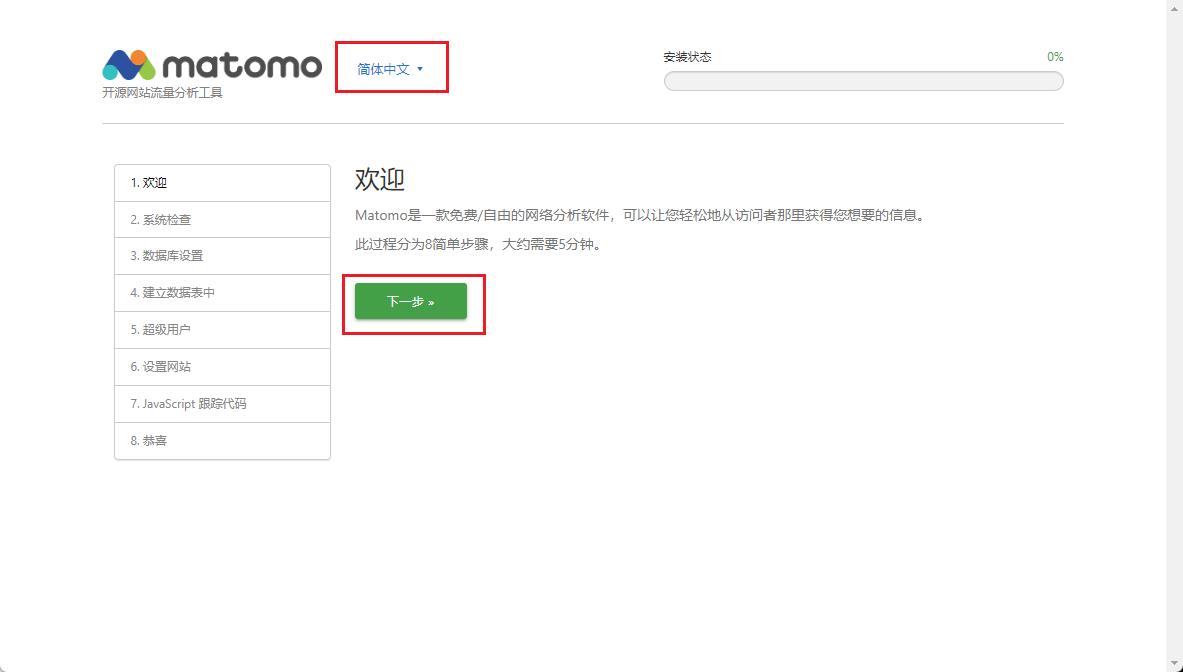 matomo
简体中文
安装状态
0%
开源网站流量分析工具
1. 欢迎
2. 系统检查
3. 数据库设置
4. 建立数据表中
5. 超级用户
6. 设置网站
7. JavaScript 跟踪代码
8. 恭喜
欢迎
Matomo是一款免费/自由的网络分析软件，可以让您轻松地从访问者那里获得您想要的信息。
此过程分为8简单步骤，大约需要5分钟。
下一步 »